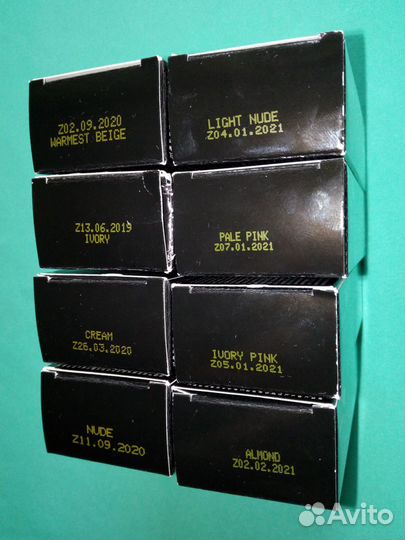 Z02.09.2020
WARMEST BEIGE
LIGHT NUDE
Z04.01.2021
Z13.06.2019
IVORY
PALE PINK
Z07.01.2021
CREAM
Z26.03.2020
IVORY PINK
Z05.01.2021
NUDE
Z11.09.2020
ALMOND
Z02.02.2021
Avito